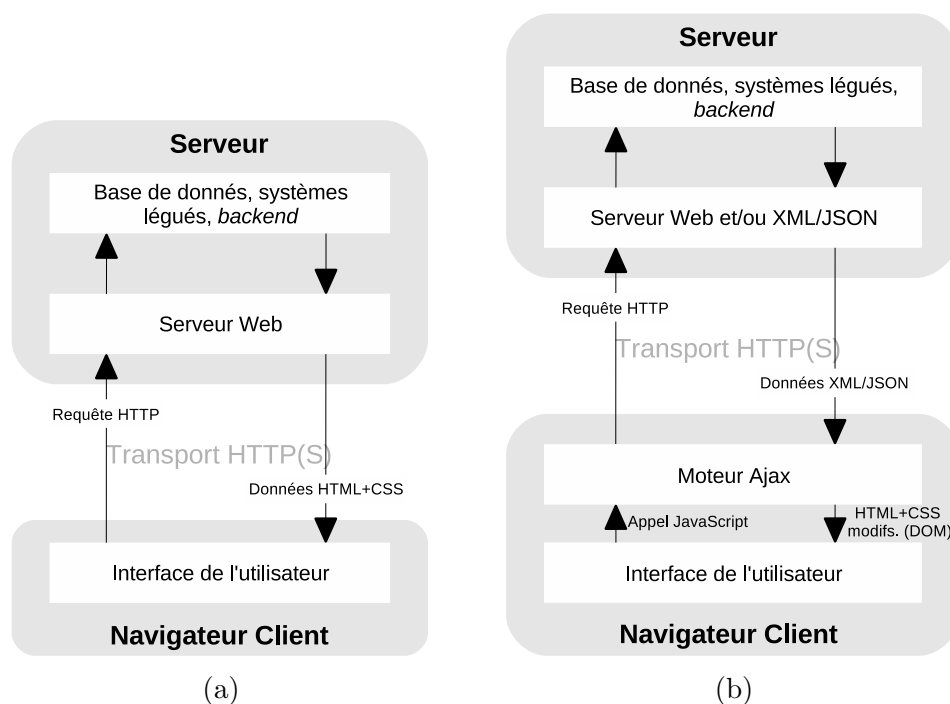 Serveur
Base de donnés, systèmes
légués, backend
Serveur Web
Requête HTTP
Transport HTTP(S)
Données HTML+CSS
Interface de l'utilisateur
Navigateur Client
(a)
Serveur
Base de donnés, systèmes légués,
backend
Serveur Web et/ou XML/JSON
Requête HTTP
Transport HTTP(S)
Données XML/JSON
Moteur Ajax
Appel JavaScript
HTML+CSS
modifs. (DOM)
Interface de l'utilisateur
Navigateur Client
(b)